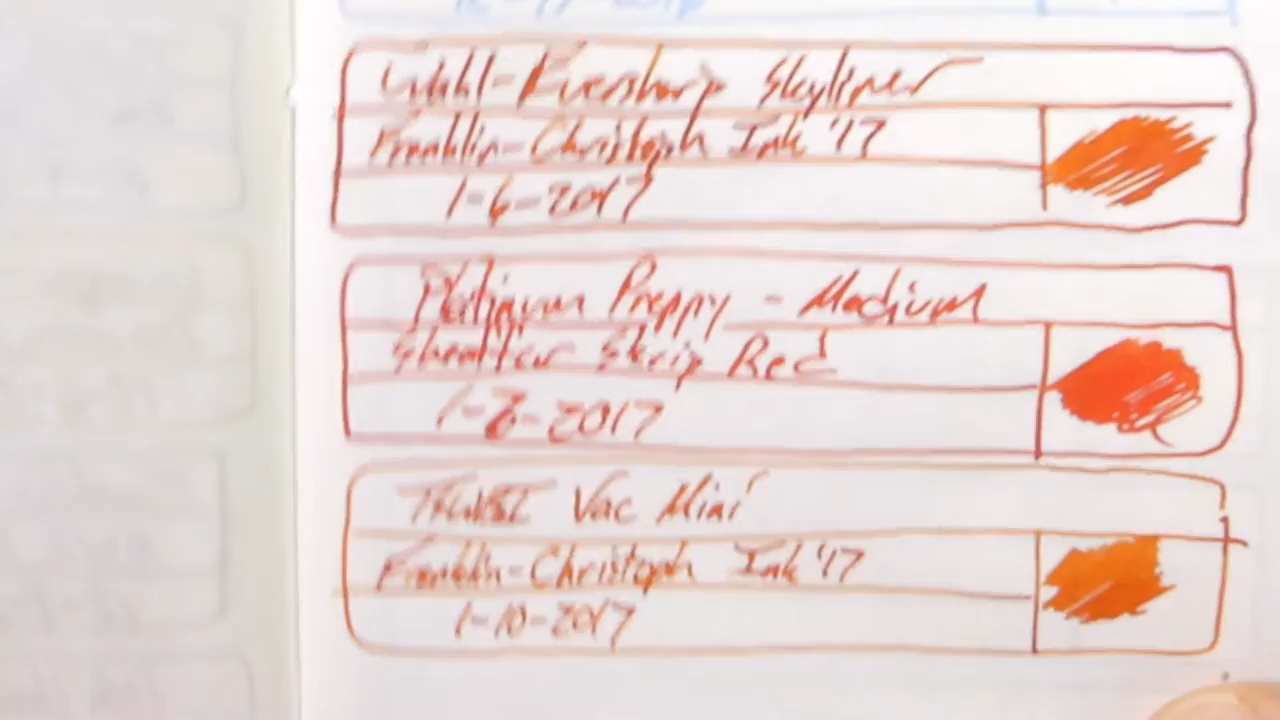 Wahl-Eversharp Skyliner
Franklin-Christoph Ink '17
1-6-2017
Platinum Preppy - Medium
Sheaffer Skrip Red
1-8-2017
TWSBI Vac Mini
Franklin-Christoph Ink '17
1-10-2017